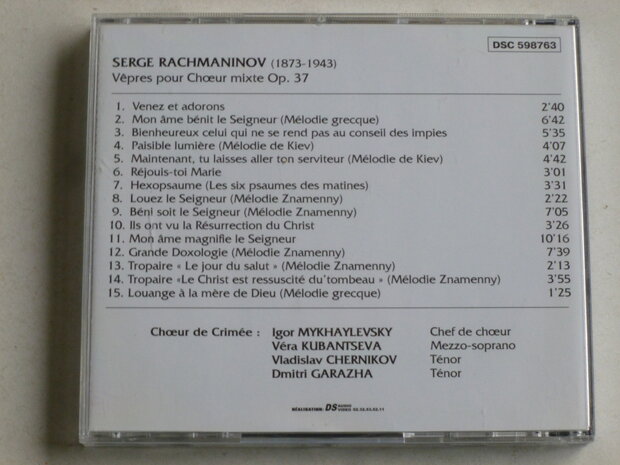 DSC 598763
SERGE RACHMANINOV (1873-1943)
Vêpres pour Chœur mixte Op. 37
1. Venez et adorons 2'40
2. Mon âme bénit le Seigneur (Mélodie grecque) 6'42
3. Bienheureux celui qui ne se rend pas au conseil des impies 5'35
4. Paisible lumière (Mélodie de Kiev) 4'07
5. Maintenant, tu laisses aller ton serviteur (Mélodie de Kiev) 4'42
6. Réjouis-toi Marie 3'01
7. Hexopsaume (Les six psaumes des matines) 3'31
8. Louez le Seigneur (Mélodie Znamenny) 2'22
9. Béni soit le Seigneur (Mélodie Znamenny) 7'05
10. Ils ont vu la Résurrection du Christ 3'26
11. Mon âme magnifie le Seigneur 10'16
12. Grande Doxologie (Mélodie Znamenny) 7'39
13. Tropaire « Le jour du salut » (Mélodie Znamenny) 2'13
14. Tropaire «Le Christ est ressuscité du'tombeau » (Mélodie Znamenny) 3'55
15. Louange à la mère de Dieu (Mélodie grecque) 1'25
Chœur de Crimée : Igor MYKHAYLEVSKY Chef de chœur
Véra KUBANTSEVA Mezzo-soprano
Vladislav CHERNIKOV Ténor
Dmitri GARAZHA Ténor
RÉALISATION: DS AUDIO VIDEO